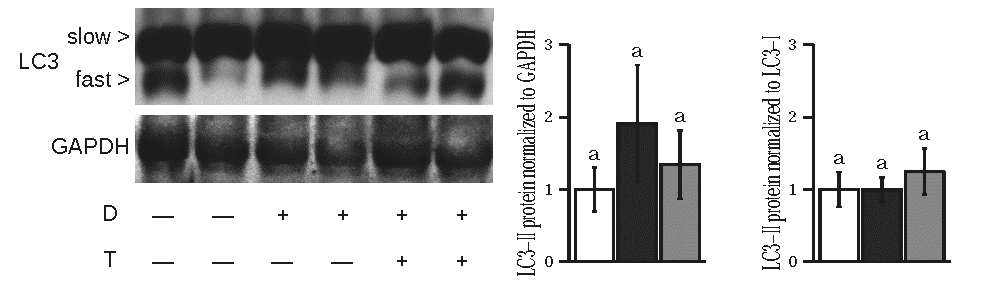 slow >
LC3
fast >
GAPDH
D — — + + + +
T — — — — + +
LC3-II protein normalized to GAPDH
3
2
1
0
a
a
a
LC3-II protein normalized to LC3-I
3
2
1
0
a
a
a